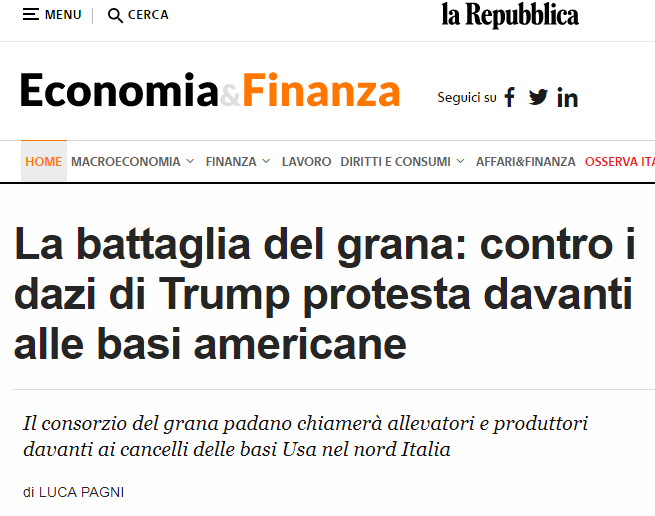 MENU
CERCA
la Repubblica
Economia&Finanza
Seguici su
HOME MACROECONOMIA FINANZA LAVORO DIRITTI E CONSUMI AFFARI&FINANZA OSSERVA ITA
La battaglia del grana: contro i
dazi di Trump protesta davanti
alle basi americane
Il consorzio del grana padano chiamerà allevatori e produttori
davanti ai cancelli delle basi Usa nel nord Italia
di LUCA PAGNI